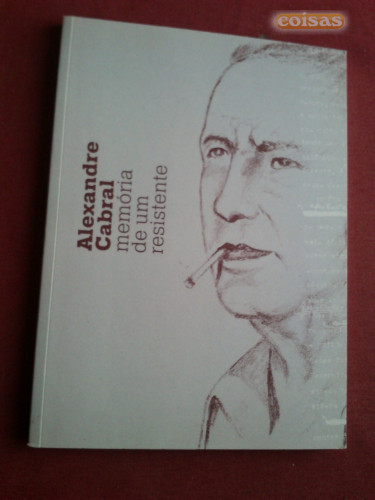 coisas
Alexandre
Cabral
memória
de um
resistente